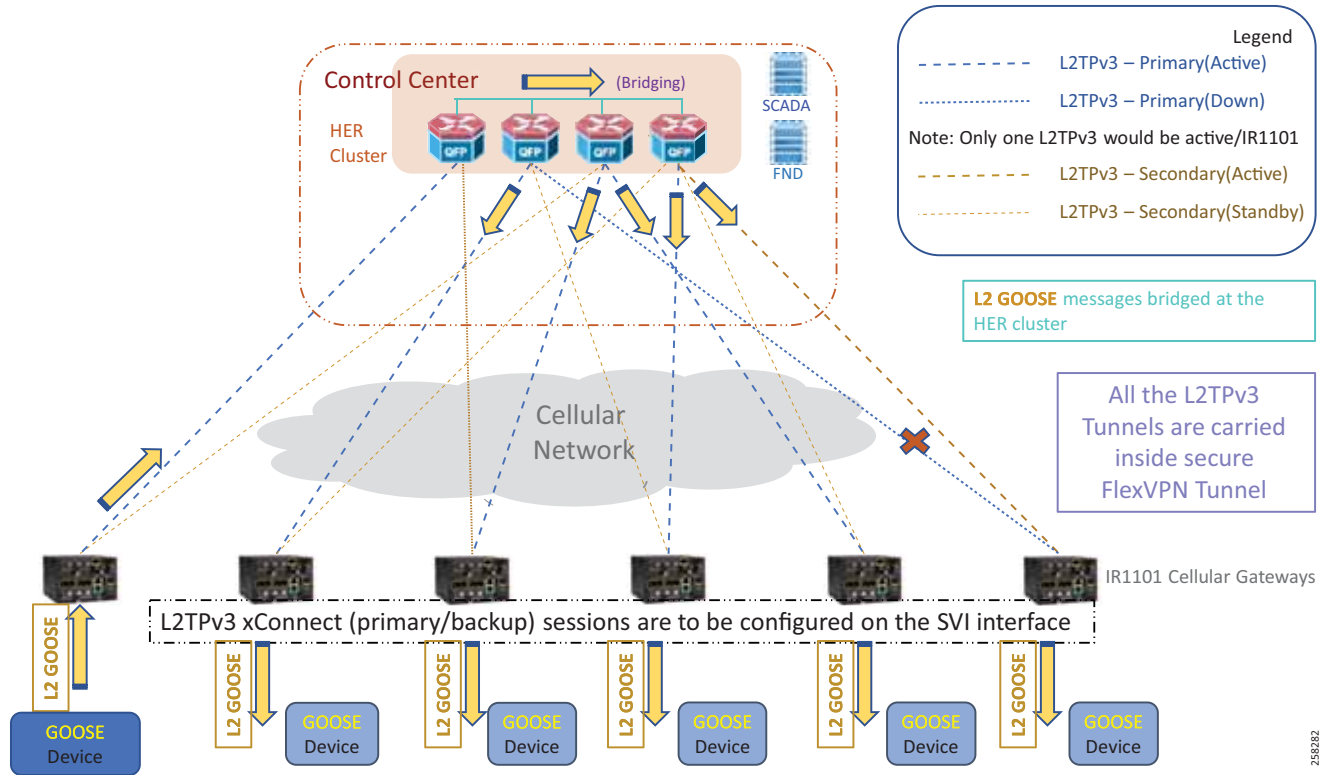 Legend
L2TPv3 – Primary(Active)
L2TPv3 – Primary(Down)
Note: Only one L2TPv3 would be active/IR1101
L2TPv3 – Secondary(Active)
L2TPv3 – Secondary(Standby)
Control Center
(Bridging)
HER
Cluster
QFP
QFP
QFP
QFP
SCADA
FND
L2 GOOSE messages bridged at the
HER cluster
All the L2TPv3
Tunnels are carried
inside secure
FlexVPN Tunnel
Cellular
Network
IR1101 Cellular Gateways
L2TPv3 xConnect (primary/backup) sessions are to be configured on the SVI interface
L2 GOOSE
L2 GOOSE
L2 GOOSE
L2 GOOSE
L2 GOOSE
L2 GOOSE
GOOSE
Device
GOOSE
Device
GOOSE
Device
GOOSE
Device
GOOSE
Device
GOOSE
Device
258282